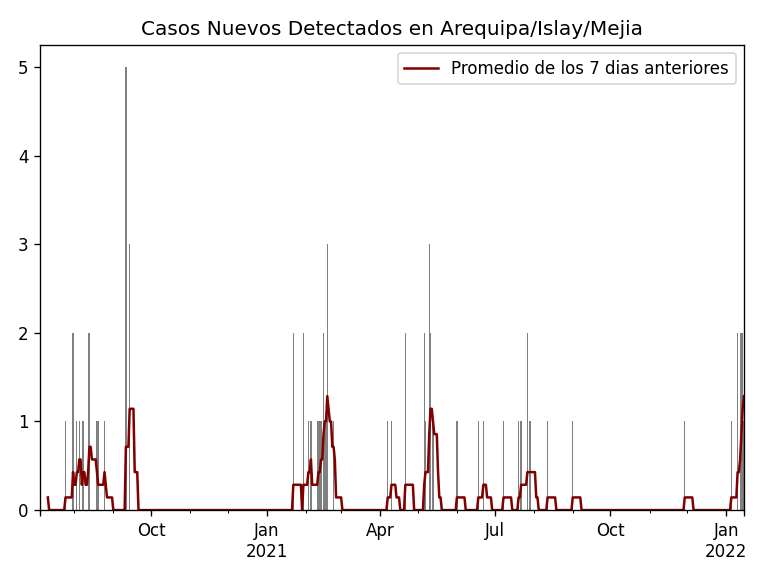 Casos Nuevos Detectados en Arequipa/Islay/Mejia
Promedio de los 7 dias anteriores
5
4
3
2
1
0
Oct Jan Apr Jul Oct Jan
2021 2022